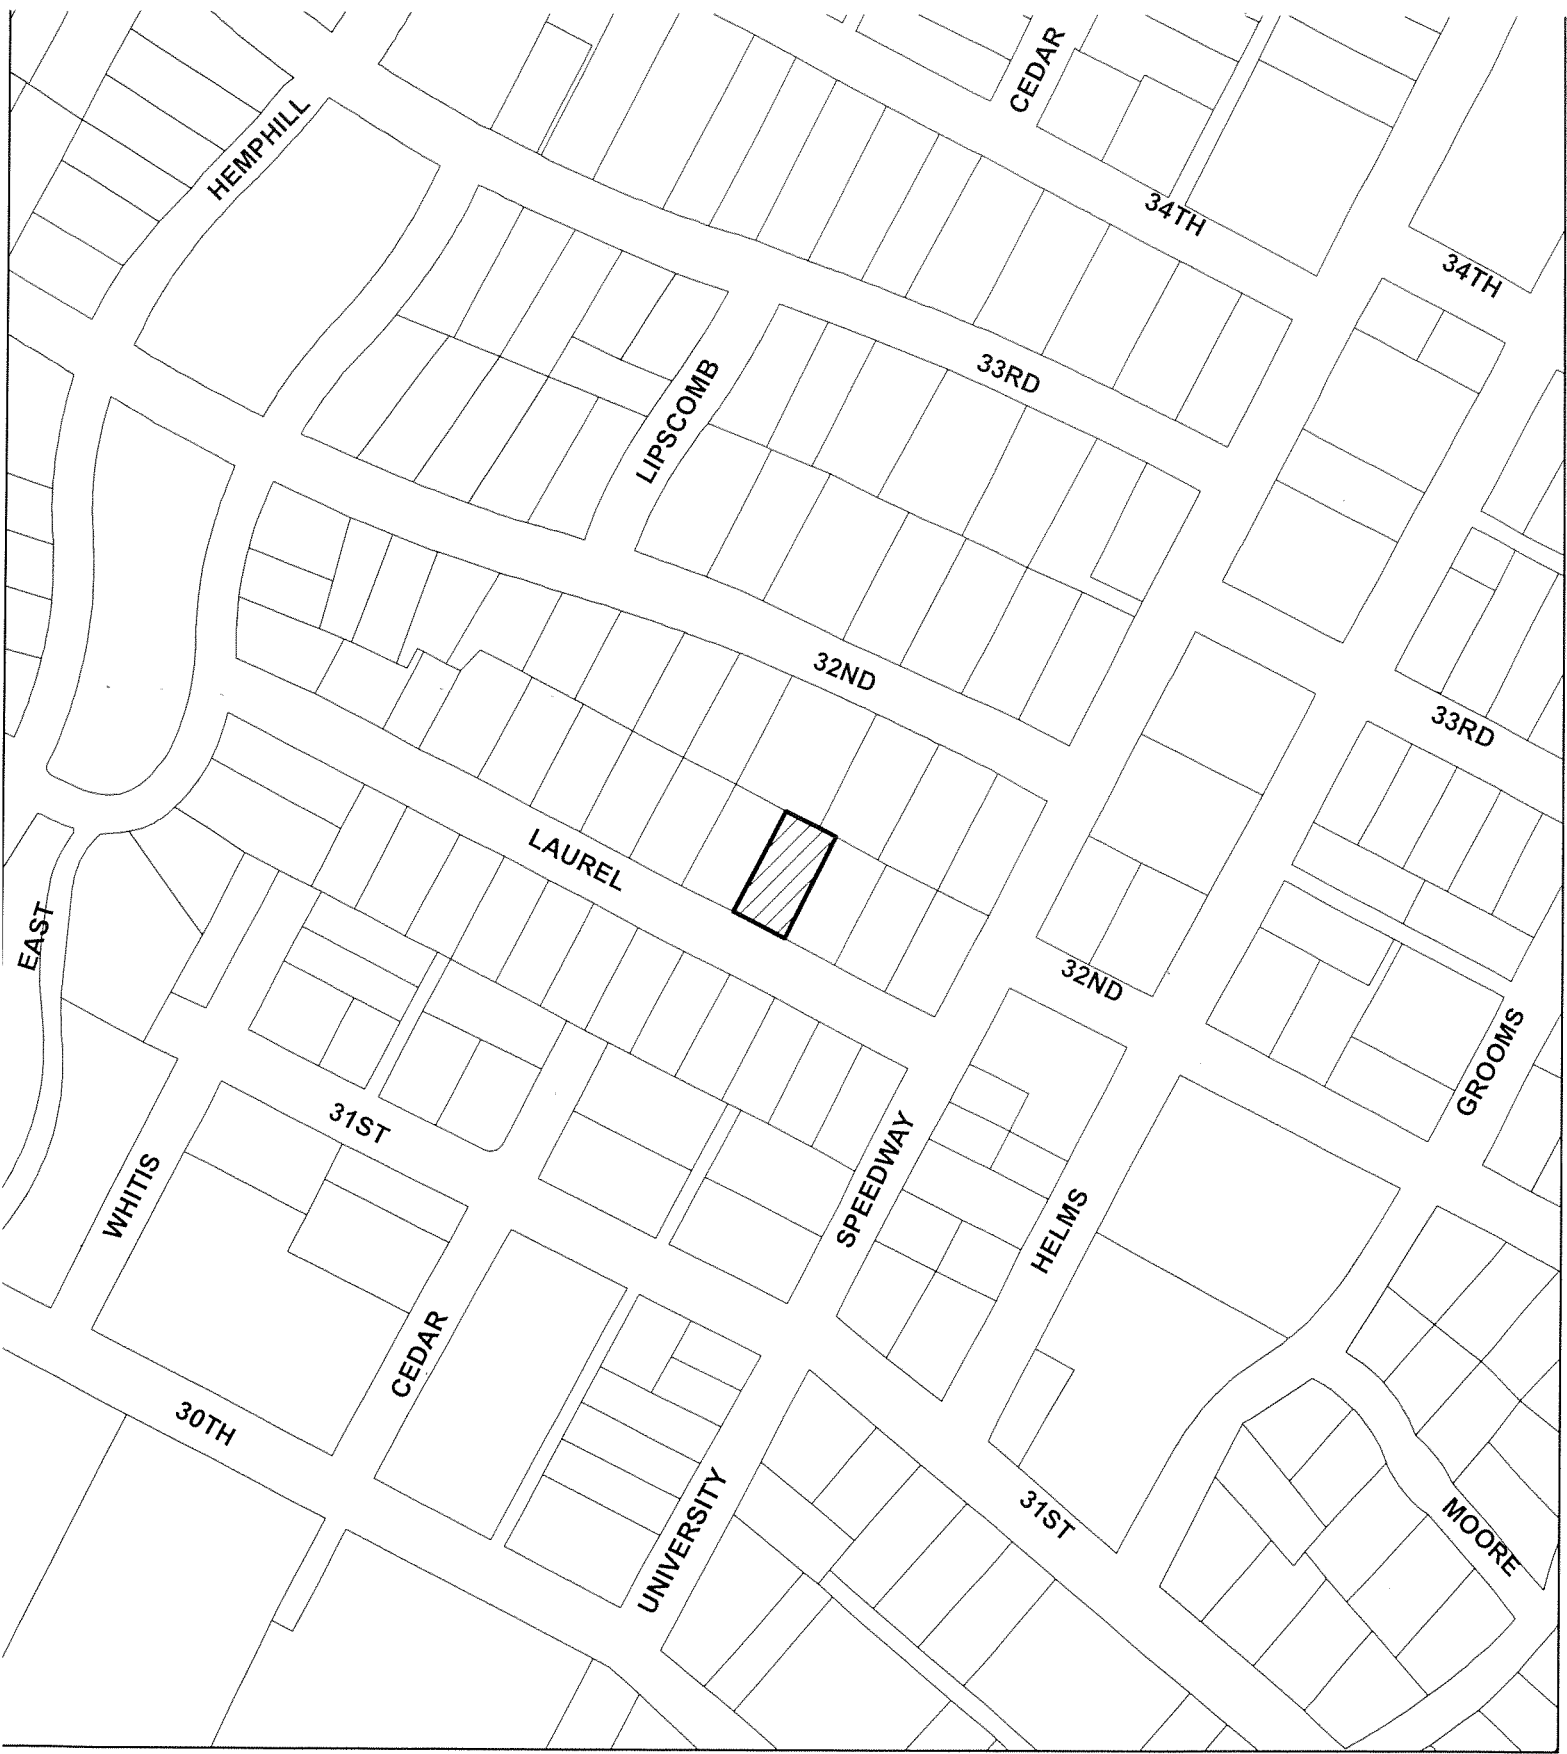 CEDAR
HEMPHILL
34TH
34TH
33RD
LIPSCOMB
32ND
33RD
LAUREL
EAST
32ND
GROOMS
31ST
WHITIS
SPEEDWAY
HELMS
CEDAR
30TH
UNIVERSITY
31ST
MOORE